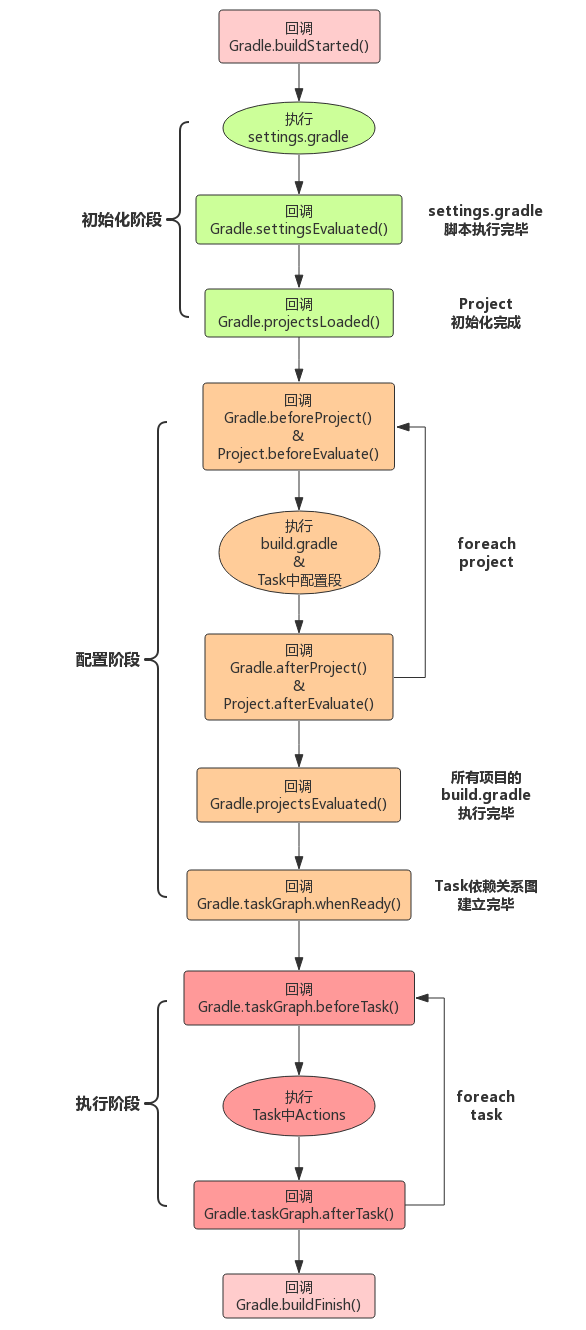 回调
Gradle.buildStarted()
执行
settings.gradle
初始化阶段
回调
Gradle.settingsEvaluated()
settings.gradle
脚本执行完毕
回调
Gradle.projectsLoaded()
Project
初始化完成
回调
Gradle.beforeProject()
&
Project.beforeEvaluate()
执行
build.gradle
&
Task中配置段
foreach
project
配置阶段
回调
Gradle.afterProject()
&
Project.afterEvaluate()
回调
Gradle.projectsEvaluated()
所有项目的
build.gradle
执行完毕
回调
Gradle.taskGraph.whenReady()
Task依赖关系图
建立完毕
回调
Gradle.taskGraph.beforeTask()
执行阶段
执行
Task中Actions
foreach
task
回调
Gradle.taskGraph.afterTask()
回调
Gradle.buildFinish()